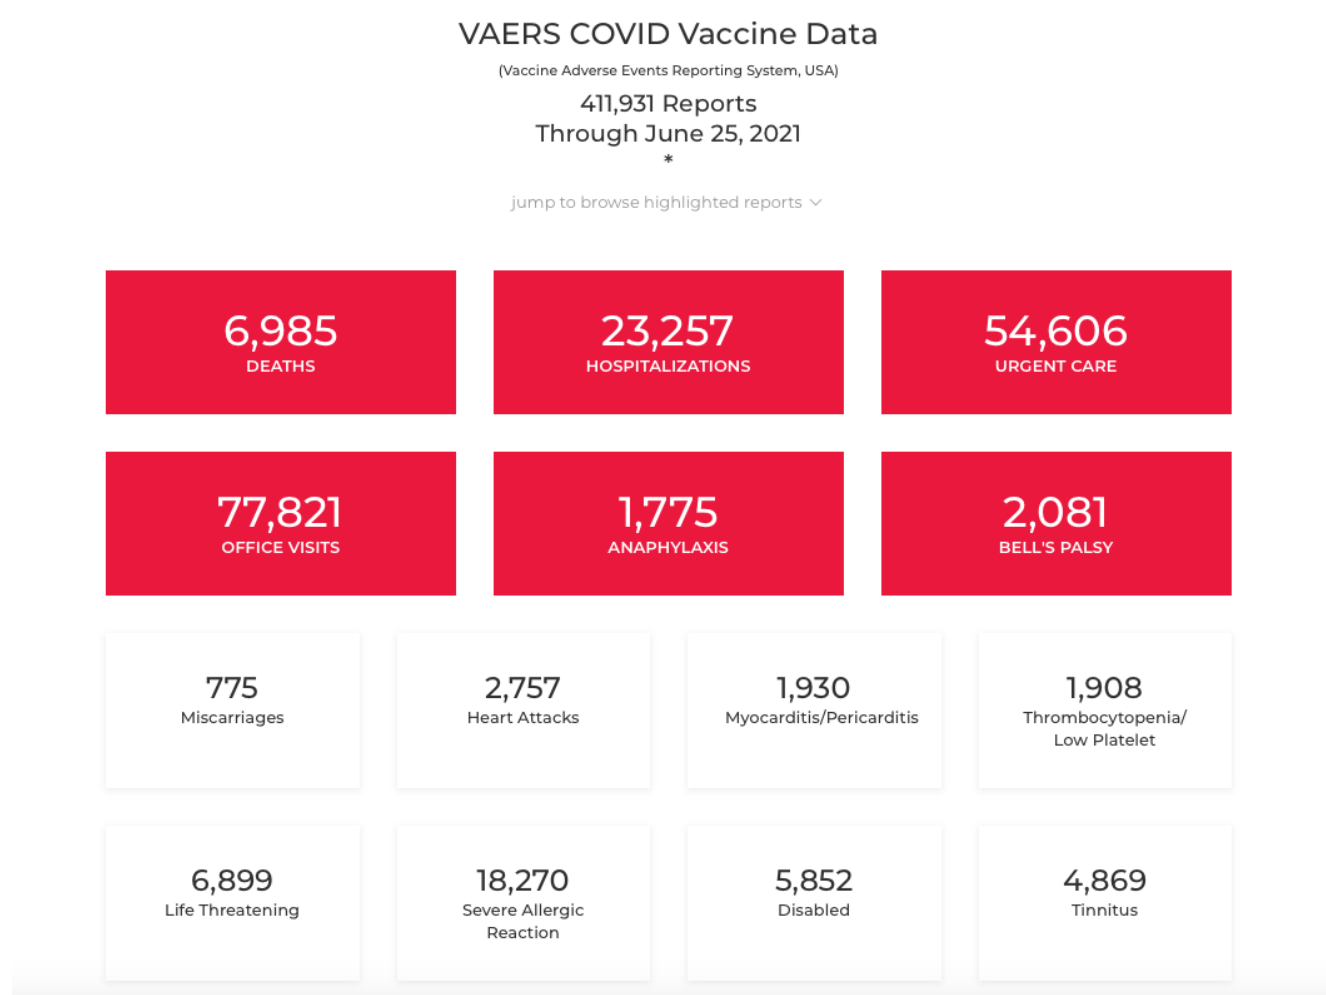 VAERS COVID Vaccine Data
(Vaccine Adverse Events Reporting System, USA)
411,931 Reports
Through June 25, 2021
*
jump to browse highlighted reports
6,985
DEATHS
23,257
HOSPITALIZATIONS
54,606
URGENT CARE
77,821
OFFICE VISITS
1,775
ANAPHYLAXIS
2,081
BELL'S PALSY
775
Miscarriages
2,757
Heart Attacks
1,930
Myocarditis/Pericarditis
1,908
Thrombocytopenia/
Low Platelet
6,899
Life Threatening
18,270
Severe Allergic
Reaction
5,852
Disabled
4,869
Tinnitus